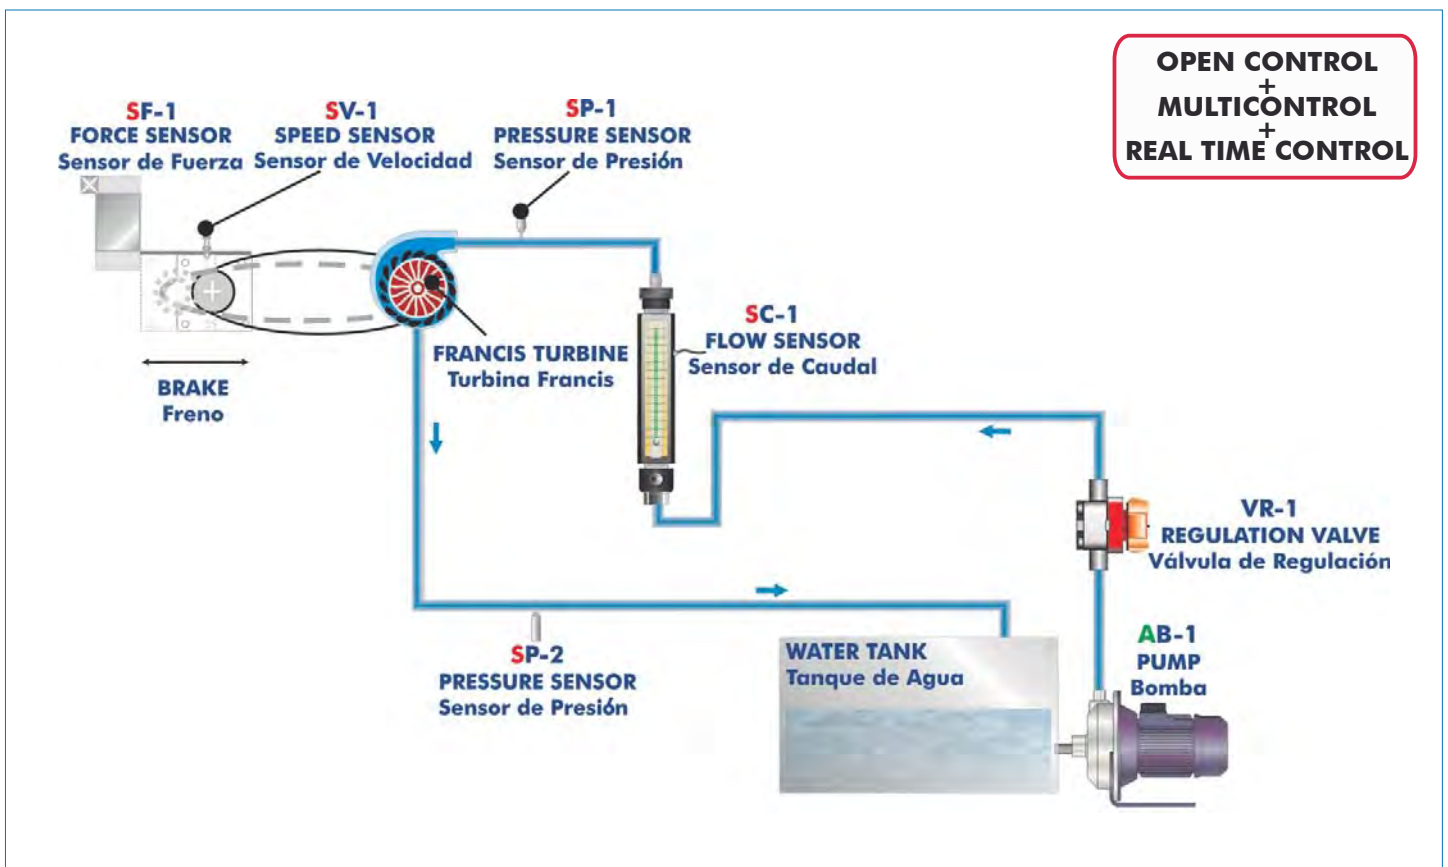 OPEN CONTROL
+
MULTICONTROL
+
REAL TIME CONTROL
SF-1
FORCE SENSOR
Sensor de Fuerza
SV-1
SPEED SENSOR
Sensor de Velocidad
SP-1
PRESSURE SENSOR
Sensor de Presión
SC-1
FLOW SENSOR
Sensor de Caudal
FRANCIS TURBINE
Turbina Francis
BRAKE
Freno
VR-1
REGULATION VALVE
Válvula de Regulación
AB-1
PUMP
Bomba
WATER TANK
Tanque de Agua
SP-2
PRESSURE SENSOR
Sensor de Presión